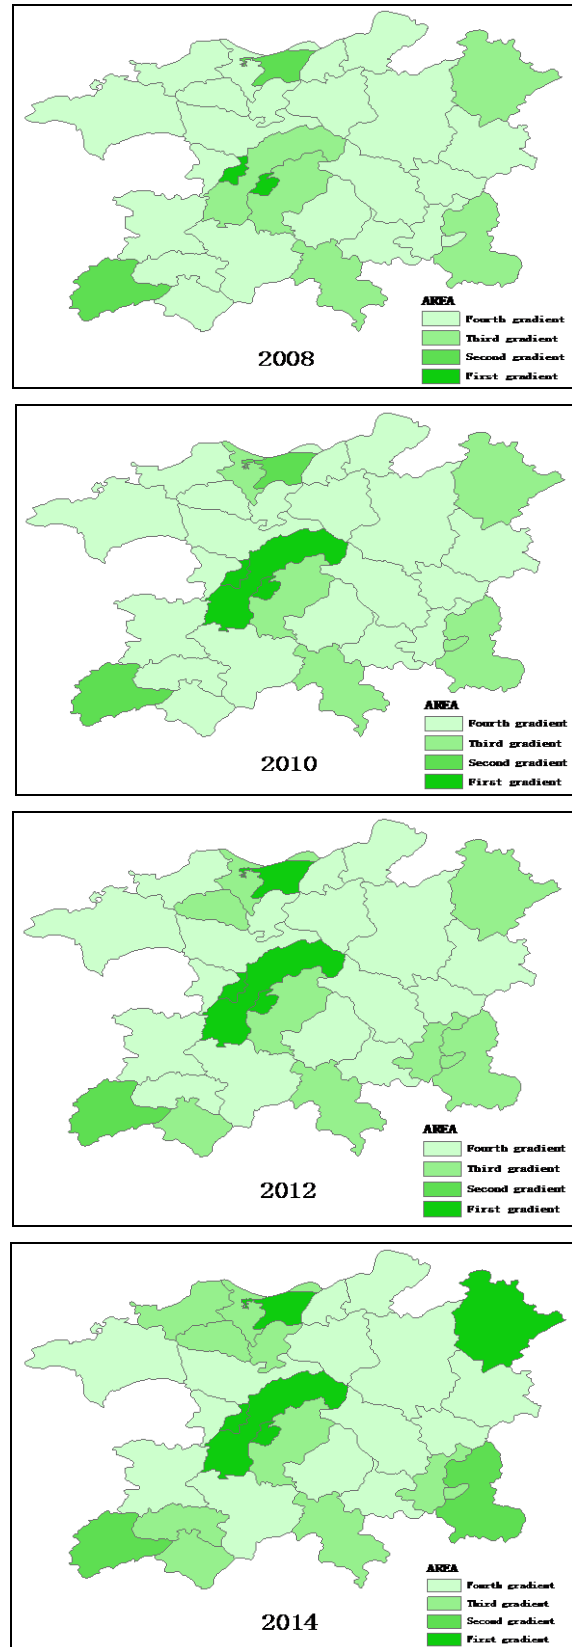 AREA
Fourth gradient
Third gradient
Second gradient
First gradient
2008
AREA
Fourth gradient
Third gradient
Second gradient
First gradient
2010
AREA
Fourth gradient
Third gradient
Second gradient
First gradient
2012
AREA
Fourth gradient
Third gradient
Second gradient
First gradient
2014